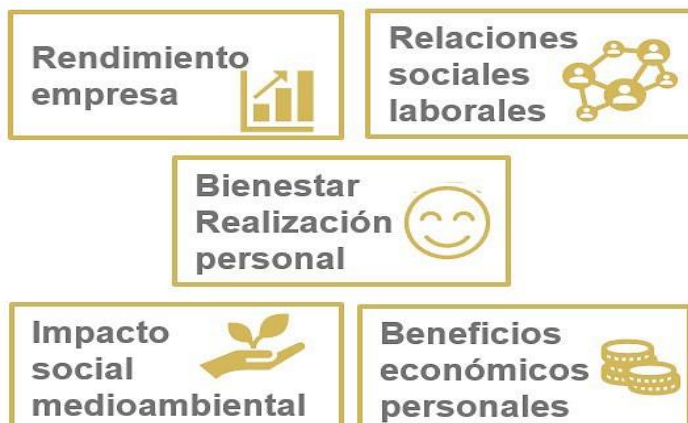 Rendimiento
empresa
Relaciones
sociales
laborales
Bienestar
Realización
personal
Impacto
social
medioambiental
Beneficios
económicos
personales